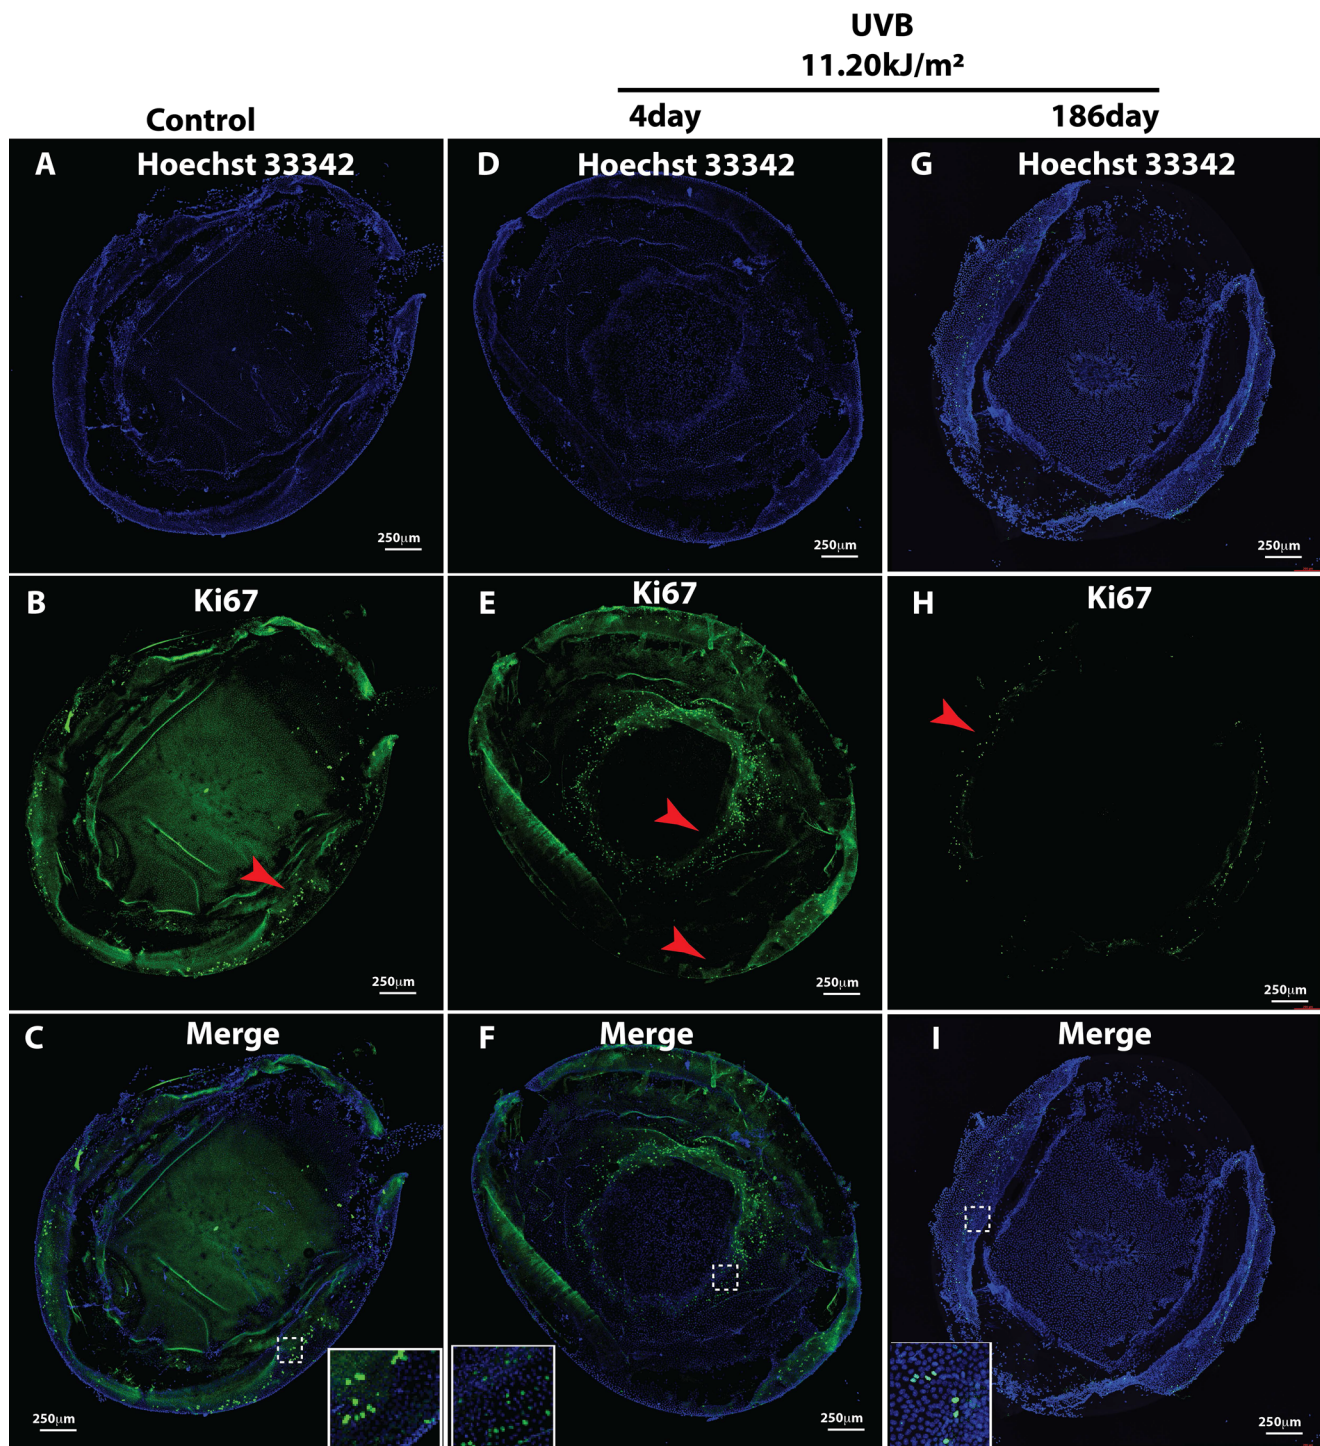 UVB
11.20kJ/m²
Control
4day
186day
A
Hoechst 33342
D
Hoechst 33342
G
Hoechst 33342
250μm
250μm
250μm
B
Ki67
E
Ki67
H
Ki67
250μm
250μm
250μm
C
Merge
F
Merge
I
Merge
250μm
250μm
250μm